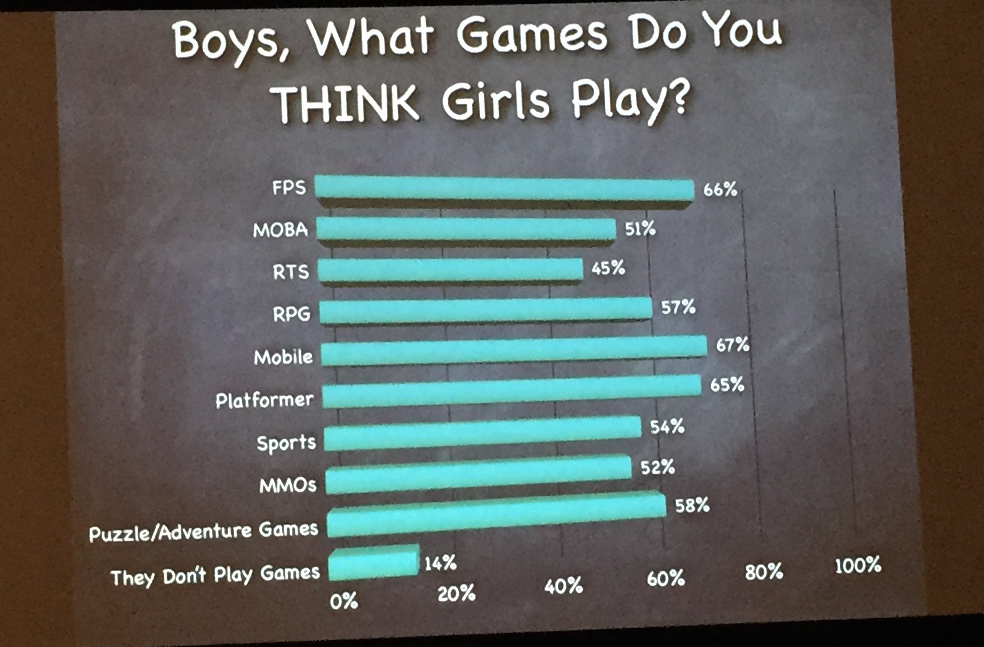 Boys, What Games Do You
THINK Girls Play?
FPS 66%
MOBA 51%
RTS 45%
RPG 57%
Mobile 67%
Platformer 65%
Sports 54%
MMOs 52%
Puzzle/Adventure Games 58%
They Don't Play Games 14%
0% 20% 40% 60% 80% 100%